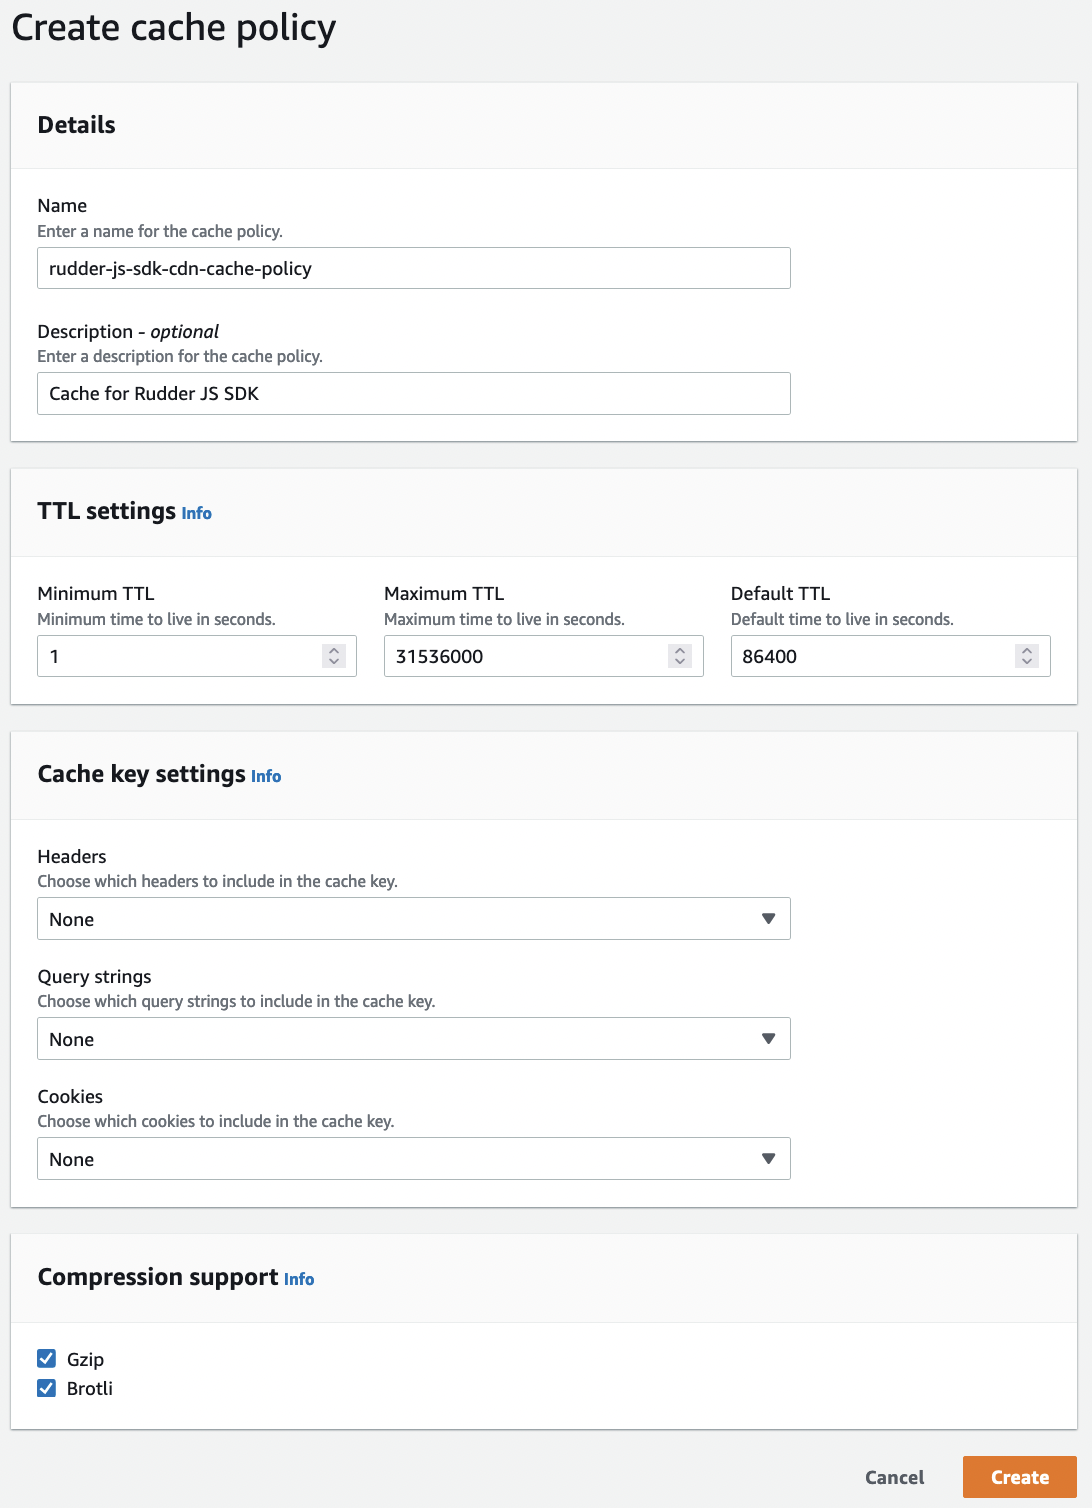 Create cache policy
Details
Name
Enter a name for the cache policy.
rudder-js-sdk-cdn-cache-policy
Description - optional
Enter a description for the cache policy.
Cache for Rudder JS SDK
TTL settings Info
Minimum TTL Maximum TTL Default TTL
Minimum time to live in seconds. Maximum time to live in seconds. Default time to live in seconds.
1 31536000 86400
Cache key settings Info
Headers
Choose which headers to include in the cache key.
None
Query strings
Choose which query strings to include in the cache key.
None
Cookies
Choose which cookies to include in the cache key.
None
Compression support Info
Gzip
Brotli
Cancel Create